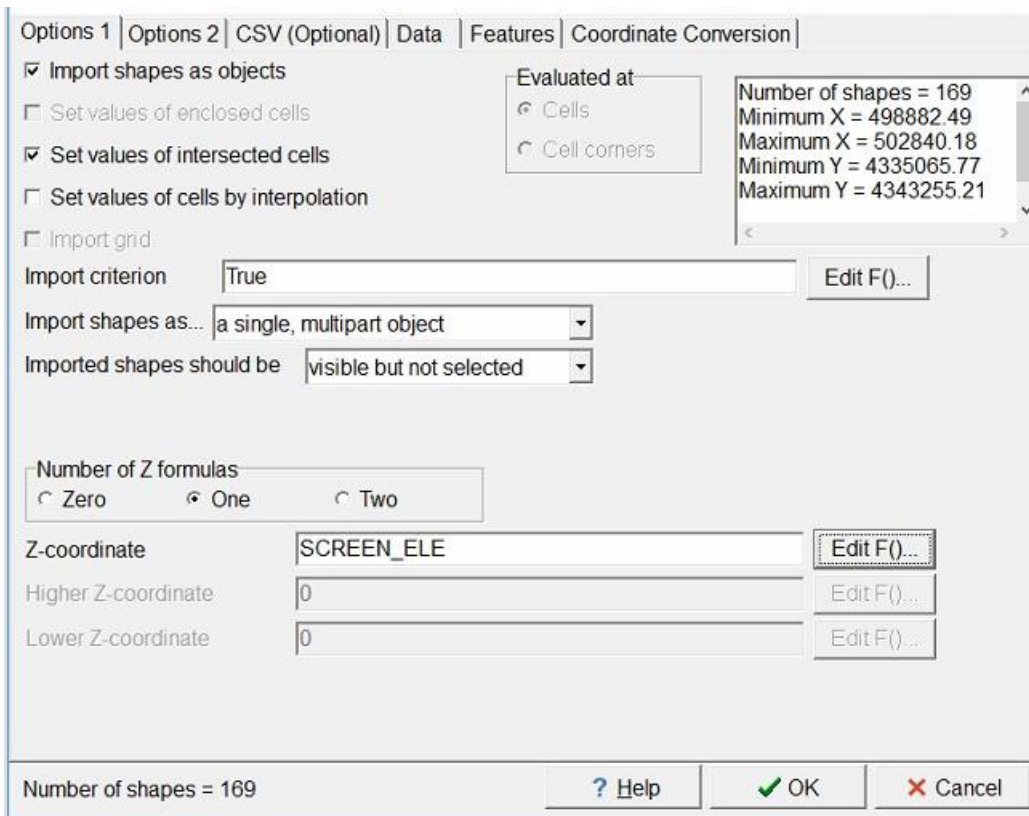 Options 1 Options 2 CSV (Optional) Data Features Coordinate Conversion
Import shapes as objects
Set values of enclosed cells
Set values of intersected cells
Set values of cells by interpolation
Import grid
Evaluated at
Cells
Cell corners
Number of shapes = 169
Minimum X = 498882.49
Maximum X = 502840.18
Minimum Y = 4335065.77
Maximum Y = 4343255.21
Import criterion True Edit F()...
Import shapes as... a single, multipart object
Imported shapes should be visible but not selected
Number of Z formulas
Zero One Two
Z-coordinate SCREEN_ELE Edit F()...
Higher Z-coordinate 0 Edit F()...
Lower Z-coordinate 0 Edit F()...
Number of shapes = 169 ? Help OK Cancel